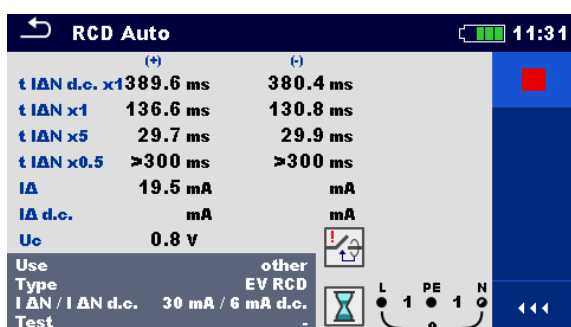 RCD Auto 11:31
(+) (-)
t IΔN d.c. x1 389.6 ms 380.4 ms
t IΔN x1 136.6 ms 130.8 ms
t IΔN x5 29.7 ms 29.9 ms
t IΔN x0.5 >300 ms >300 ms
IΔ 19.5 mA mA
IΔ d.c. mA mA
Uc 0.8 V
Use other
Type EV RCD
I ΔN / I ΔN d.c. 30 mA / 6 mA d.c.
Test -
L PE N
1 1
0